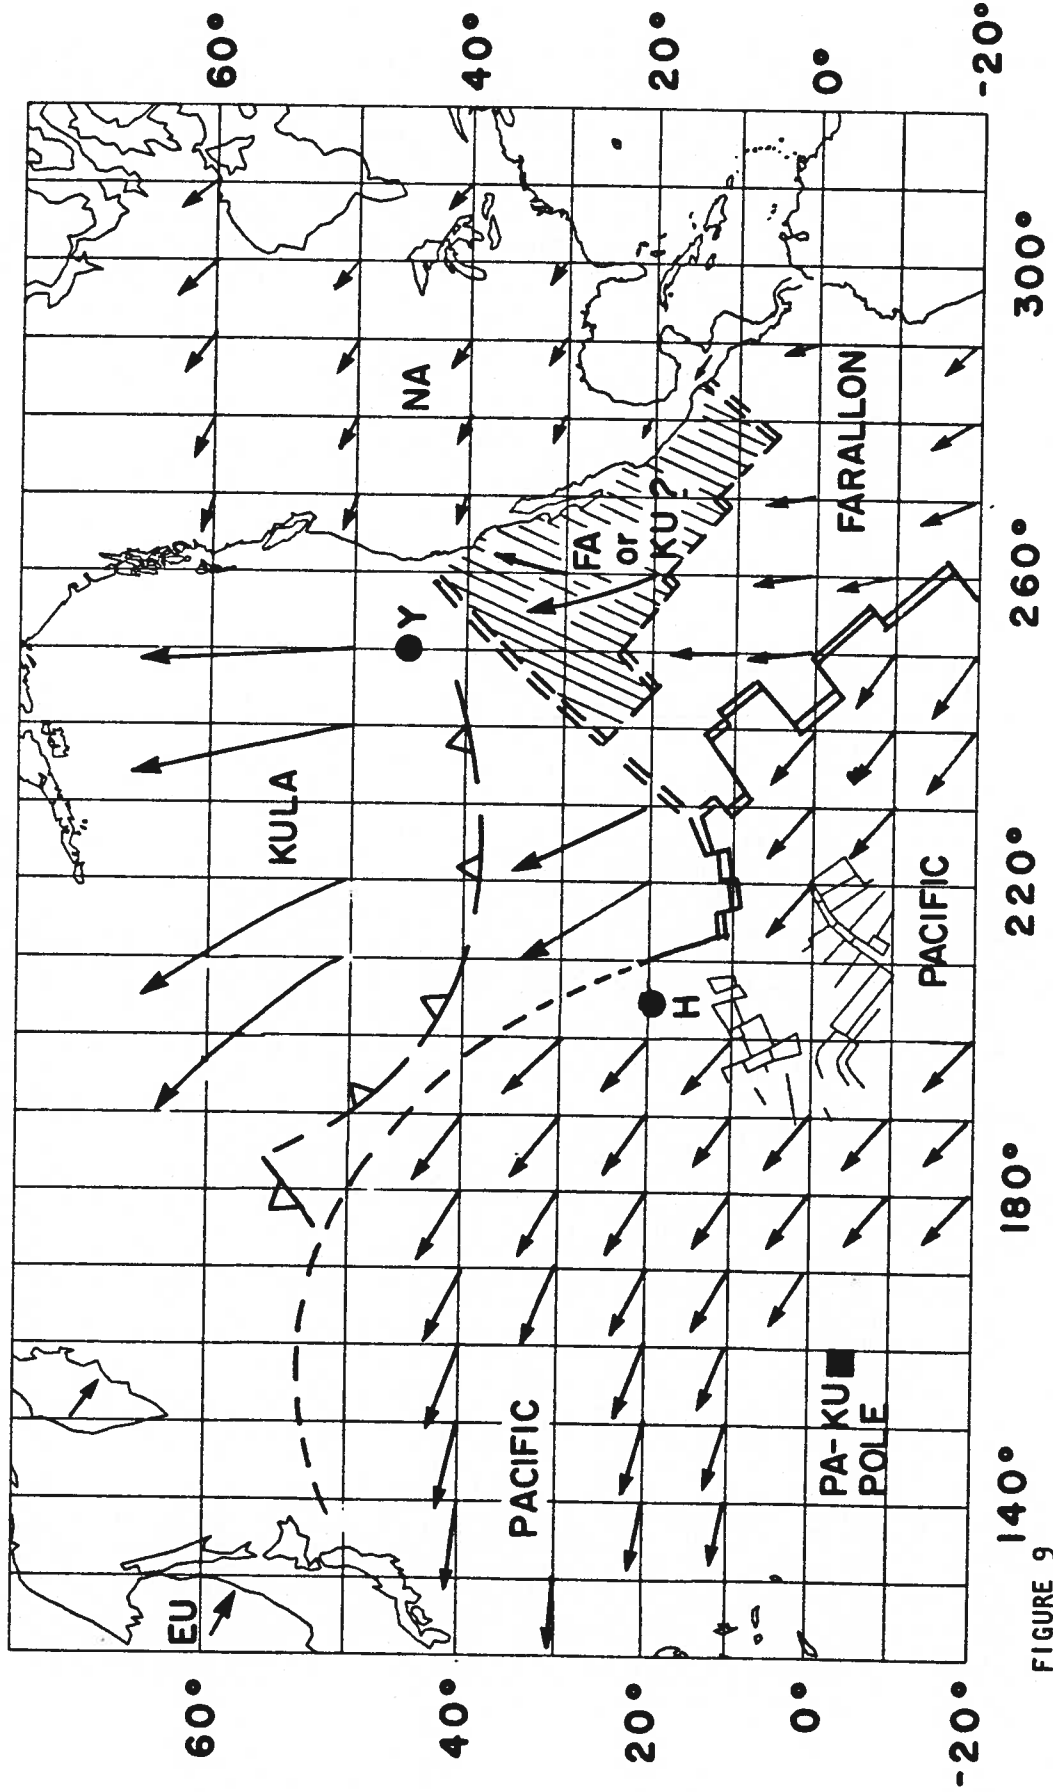 60°
40°
20°
0°
-20°
EU
KULA
NA
Y
FA
or
KU ?
H
PACIFIC
PACIFIC
FARALLON
PA-KU
POLE
60°
40°
20°
0°
-20°
140°
180°
220°
260°
300°
FIGURE 9